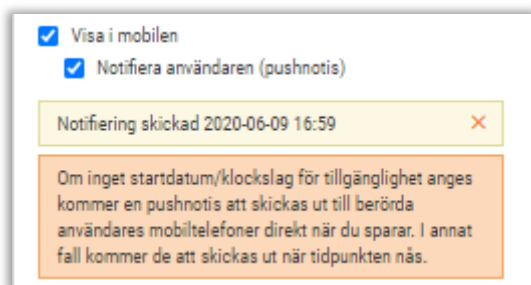 Visa i mobilen
Notifiera användaren (pushnotis)
Notifiering skickad 2020-06-09 16:59
Om inget startdatum/klockslag för tillgänglighet anges
kommer en pushnotis att skickas ut till berörda
användares mobiltelefoner direkt när du sparar. I annat
fall kommer de att skickas ut när tidpunkten nås.